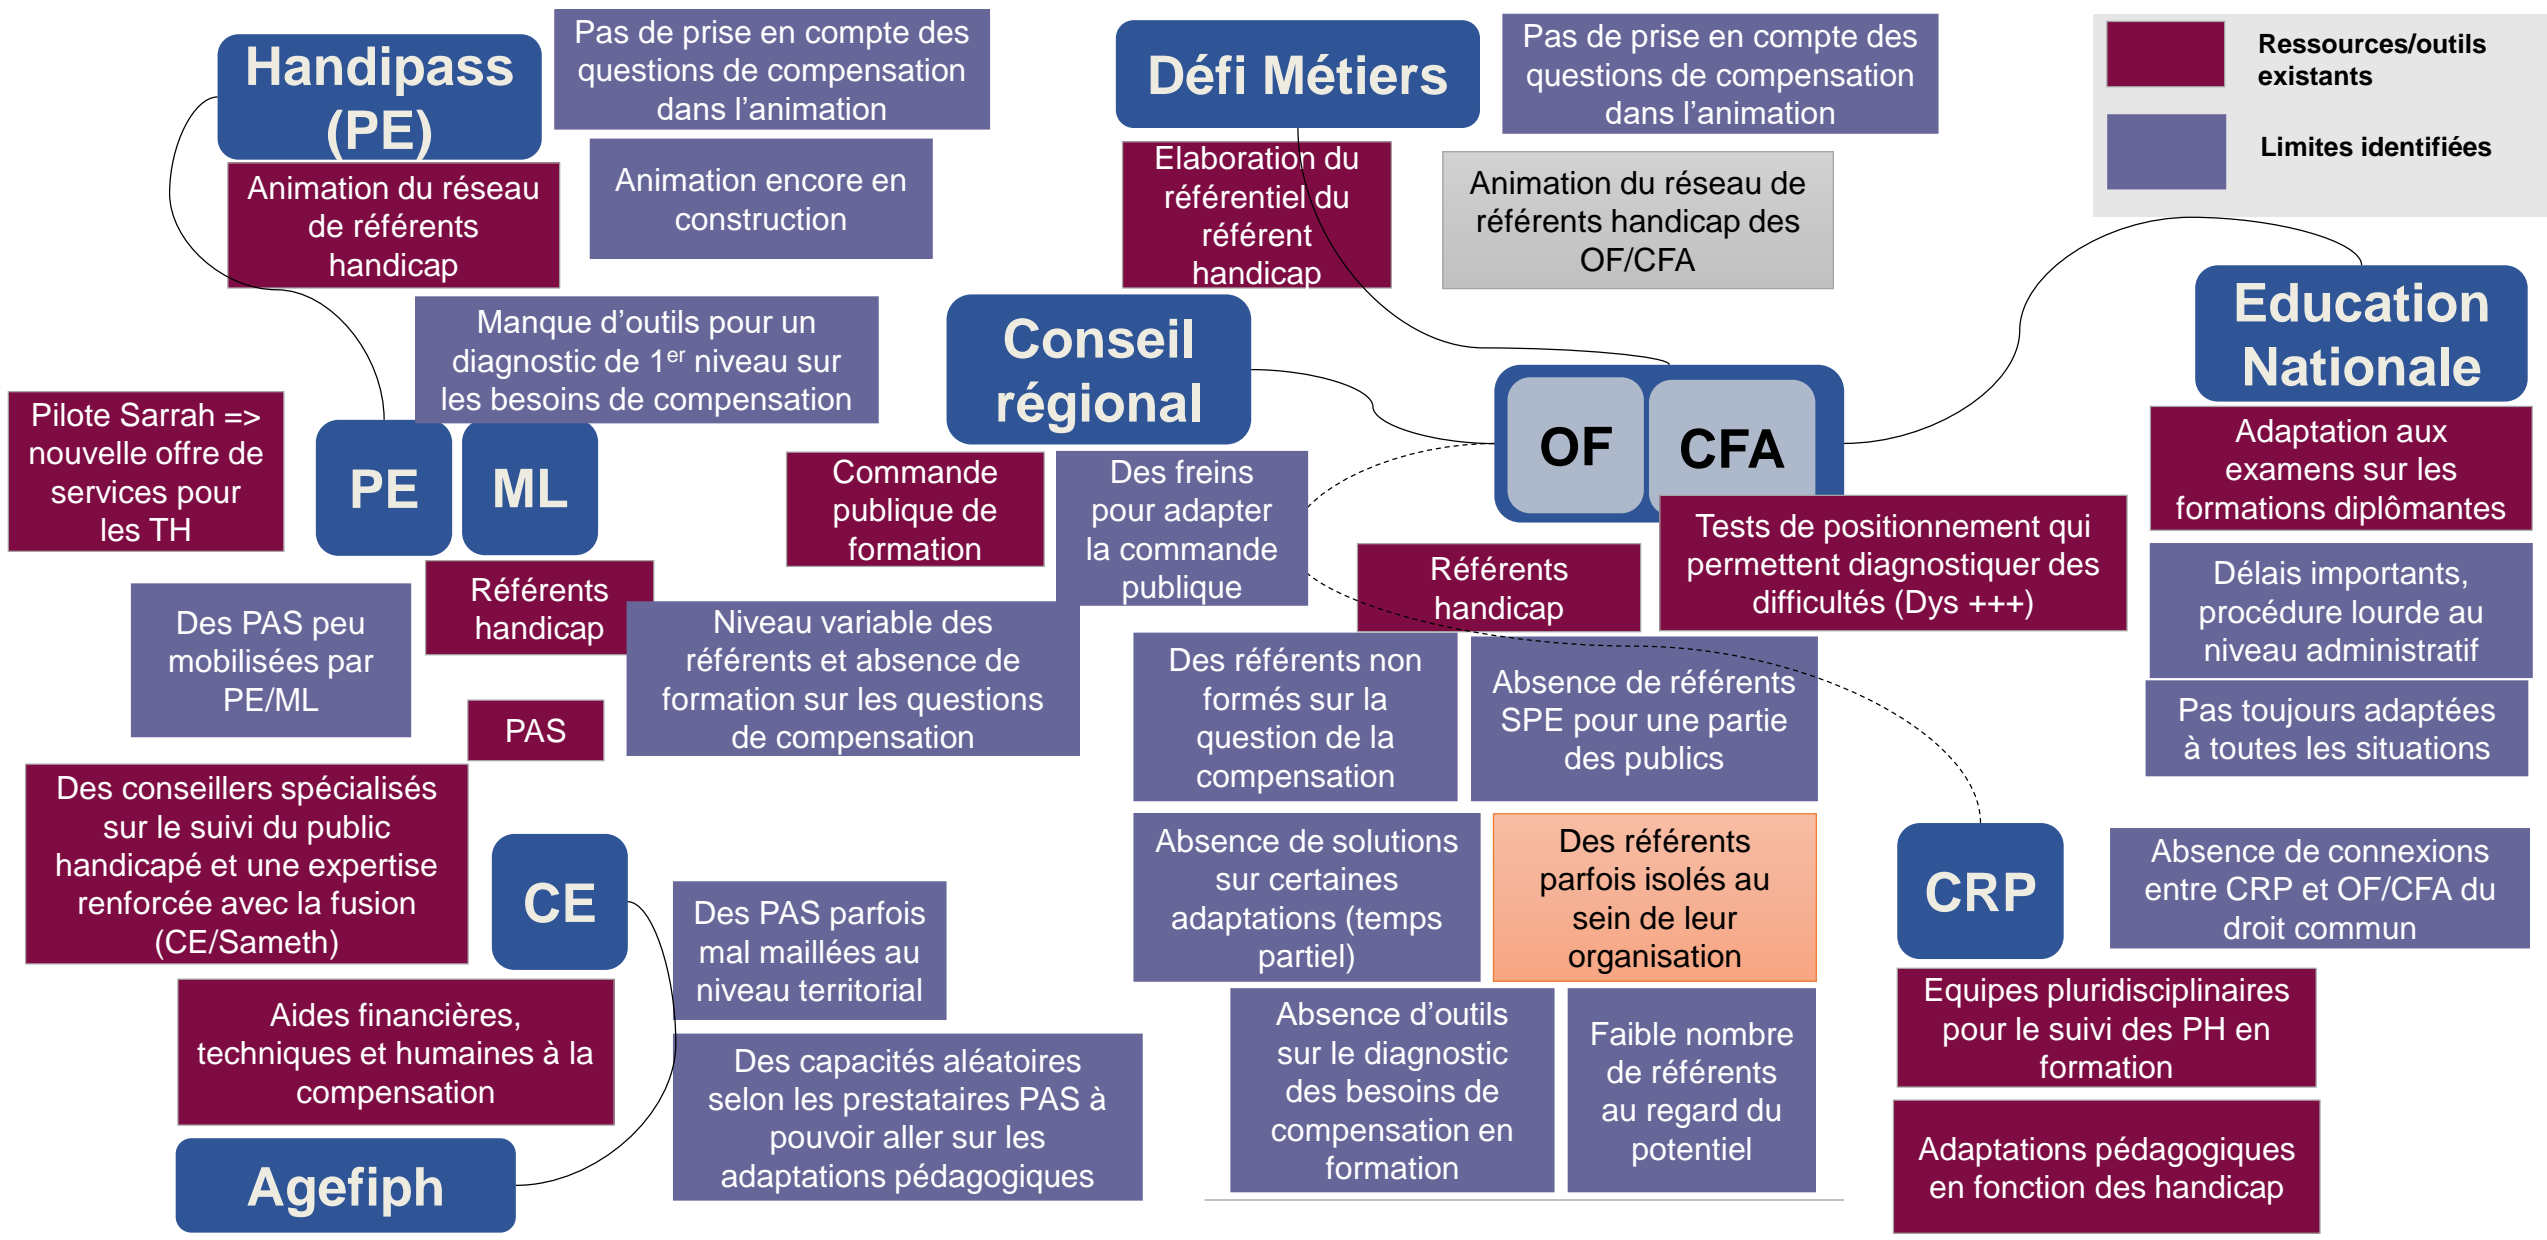 Handipass
(PE)
Pas de prise en compte des
questions de compensation
dans l’animation
Animation du réseau
de référents
handicap
Animation encore en
construction
Défi Métiers
Pas de prise en compte des
questions de compensation
dans l’animation
Elaboration du
référentiel du
référent
handicap
Animation du réseau de
référents handicap des
OF/CFA
Ressources/outils
existants
Limites identifiées
Manque d’outils pour un
diagnostic de 1er niveau sur
les besoins de compensation
Conseil
régional
Education
Nationale
Pilote Sarrah =>
nouvelle offre de
services pour
les TH
PE
ML
OF
CFA
Commande
publique de
formation
Des freins
pour adapter
la commande
publique
Adaptation aux
examens sur les
formations diplômantes
Tests de positionnement qui
permettent diagnostiquer des
difficultés (Dys +++)
Référents
handicap
Délais importants,
procédure lourde au
niveau administratif
Pas toujours adaptées
à toutes les situations
Référents
handicap
Des PAS peu
mobilisées par
PE/ML
Niveau variable des
référents et absence de
formation sur les questions
de compensation
PAS
Des référents non
formés sur la
question de la
compensation
Absence de référents
SPE pour une partie
des publics
Des conseillers spécialisés
sur le suivi du public
handicapé et une expertise
renforcée avec la fusion
(CE/Sameth)
CE
Des PAS parfois
mal maillées au
niveau territorial
Absence de solutions
sur certaines
adaptations (temps
partiel)
Des référents
parfois isolés au
sein de leur
organisation
CRP
Absence de connexions
entre CRP et OF/CFA du
droit commun
Aides financières,
techniques et humaines à la
compensation
Des capacités aléatoires
selon les prestataires PAS à
pouvoir aller sur les
adaptations pédagogiques
Absence d’outils
sur le diagnostic
des besoins de
compensation en
formation
Faible nombre
de référents
au regard du
potentiel
Equipes pluridisciplinaires
pour le suivi des PH en
formation
Adaptations pédagogiques
en fonction des handicap
Agefiph